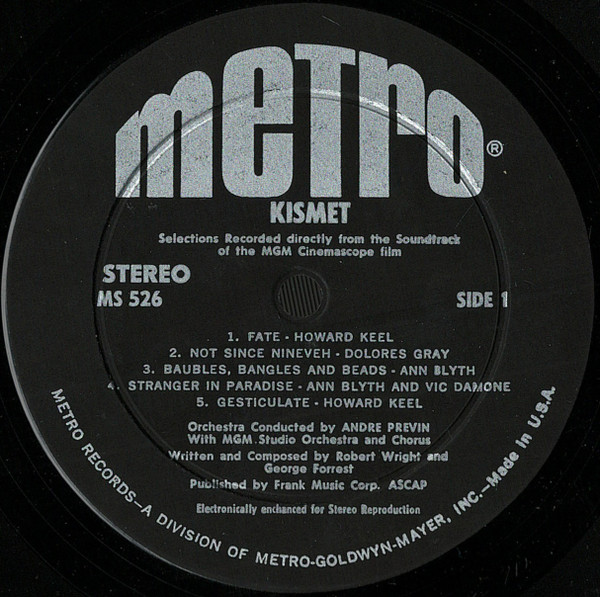 metro®
KISMET
Selections Recorded directly from the Soundtrack
of the MGM Cinemascope film
STEREO
MS 526
SIDE 1
1. FATE - HOWARD KEEL
2. NOT SINCE NINEVEH - DOLORES GRAY
3. BAUBLES, BANGLES AND BEADS - ANN BLYTH
4. STRANGER IN PARADISE - ANN BLYTH AND VIC DAMONE
5. GESTICULATE - HOWARD KEEL
Orchestra Conducted by ANDRE PREVIN
With MGM Studio Orchestra and Chorus
Written and Composed by Robert Wright and
George Forrest
Published by Frank Music Corp. ASCAP
Electronically enchanced for Stereo Reproduction
METRO RECORDS—A DIVISION OF METRO-GOLDWYN-MAYER, INC.—Made in U.S.A.